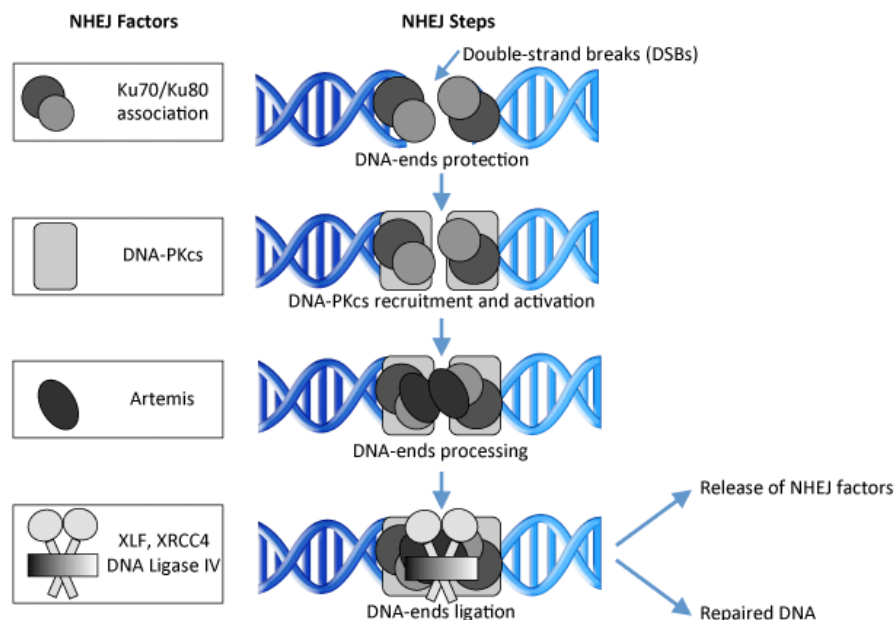 NHEJ Factors
NHEJ Steps
Ku70/Ku80
association
Double-strand breaks (DSBs)
DNA-ends protection
DNA-PKcs
DNA-PKcs recruitment and activation
Artemis
DNA-ends processing
XLF, XRCC4
DNA Ligase IV
DNA-ends ligation
Release of NHEJ factors
Repaired DNA